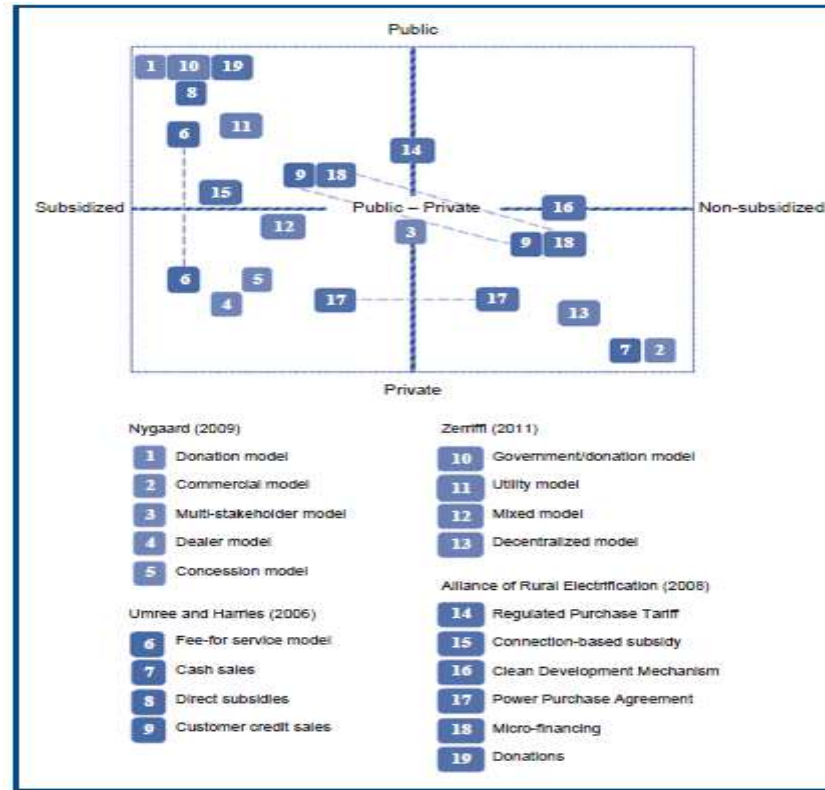 Public
1 10 19
8
6 11
14
9 18
15
Subsidized Public – Private 16 Non-subsidized
12 3
9 18
6 5
4 17 17
13
7 2
Private
Nygaard (2009)
1 Donation model
2 Commercial model
3 Multi-stakeholder model
4 Dealer model
5 Concession model
Umree and Harries (2006)
6 Fee-for service model
7 Cash sales
8 Direct subsidies
9 Customer credit sales
Zerriffi (2011)
10 Government/donation model
11 Utility model
12 Mixed model
13 Decentralized model
Alliance of Rural Electrification (2008)
14 Regulated Purchase Tariff
15 Connection-based subsidy
16 Clean Development Mechanism
17 Power Purchase Agreement
18 Micro-financing
19 Donations